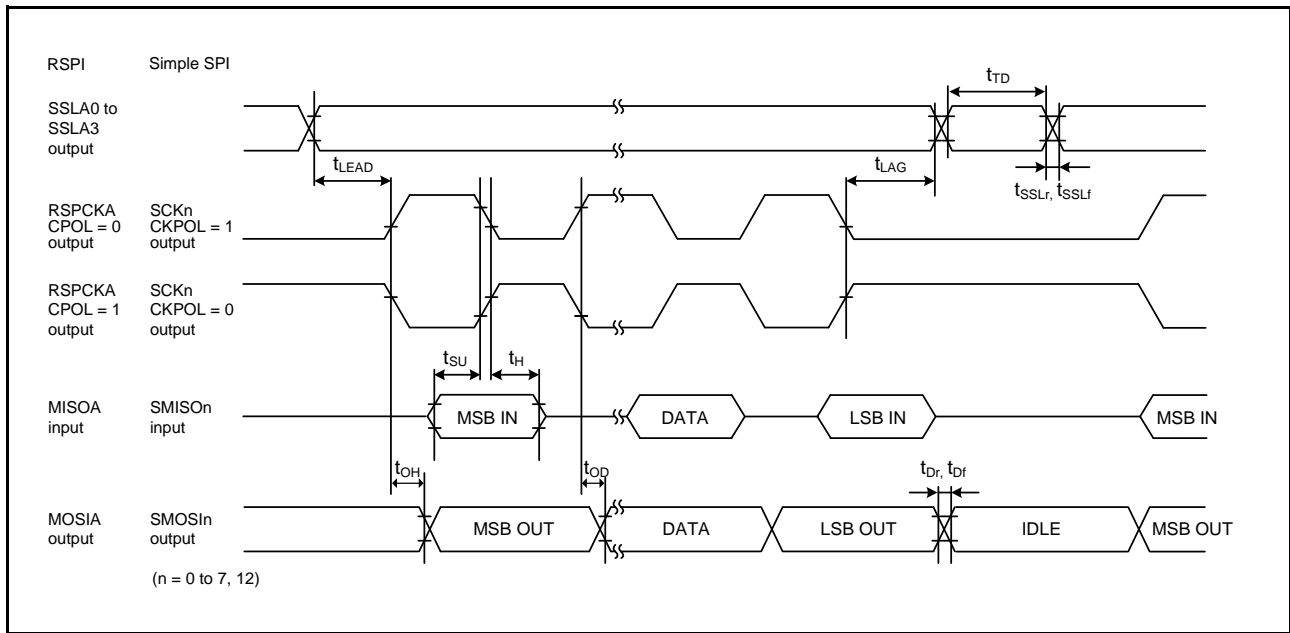 RSPI Simple SPI
SSLA0 to
SSLA3
output
tTD
tLEAD
tLAG
tSSLr, tSSLf
RSPCKA SCKn
CPOL = 0 CKPOL = 1
output output
RSPCKA SCKn
CPOL = 1 CKPOL = 0
output output
tSU tH
MISOA SMISOn
input input
MSB IN DATA LSB IN MSB IN
tOH tOD tDr, tDf
MOSIA SMOSIn
output output
MSB OUT DATA LSB OUT IDLE MSB OUT
(n = 0 to 7, 12)